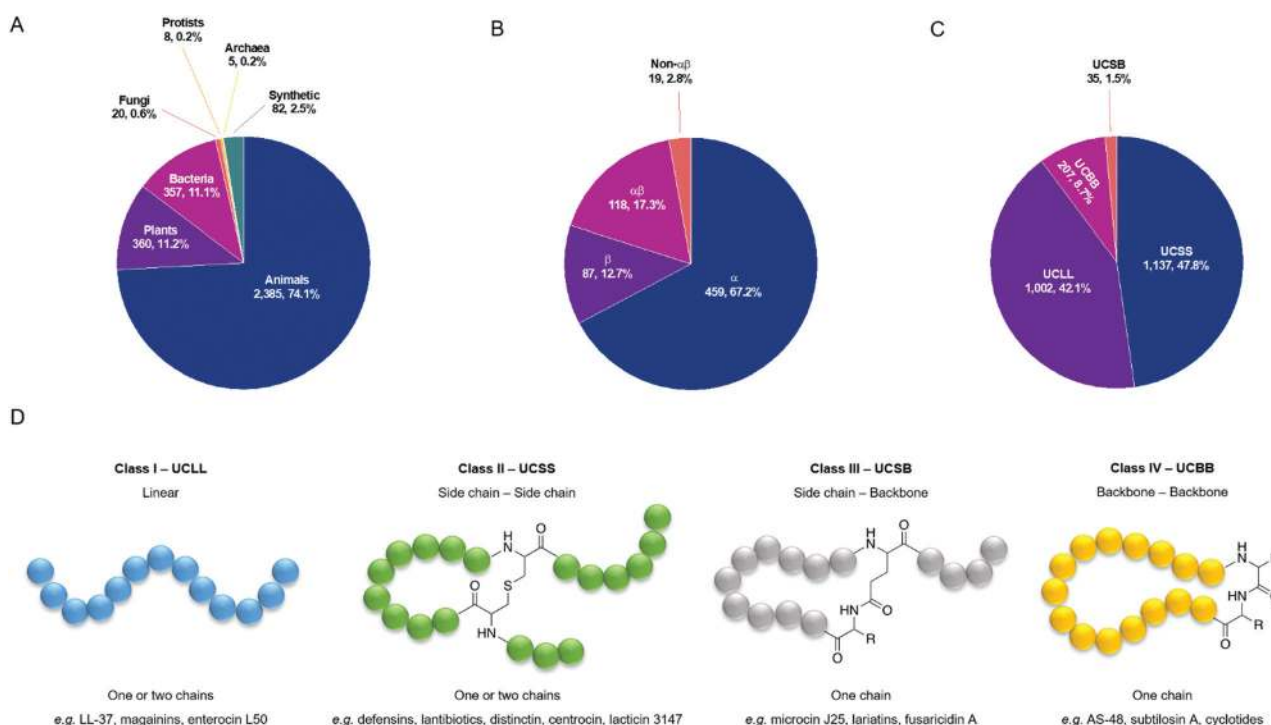 A
Protists
8, 0.2%
Archaea
5, 0.2%
Fungi
20, 0.6%
Synthetic
82, 2.5%
Bacteria
357, 11.1%
Plants
360, 11.2%
Animals
2,385, 74.1%
B
Non-αβ
19, 2.8%
αβ
118, 17.3%
β
87, 12.7%
α
459, 67.2%
C
UCSB
35, 1.5%
UCBB
207, 8.7%
UCSS
1,137, 47.8%
UCLL
1,002, 42.1%
D
Class I – UCLL
Linear
One or two chains
e.g. LL-37, magainins, enterocin L50
Class II – UCSS
Side chain – Side chain
H
N
O
S
O
HN
One or two chains
e.g. defensins, lantibiotics, distinctin, centrocin, lacticin 3147
Class III – UCSB
Side chain – Backbone
H
N
O
HN
O
R
O
One chain
e.g. microcin J25, lariatins, fusaricidin A
Class IV – UCBB
Backbone – Backbone
H
N
HN
R
O
One chain
e.g. AS-48, subtilosin A, cyclotides